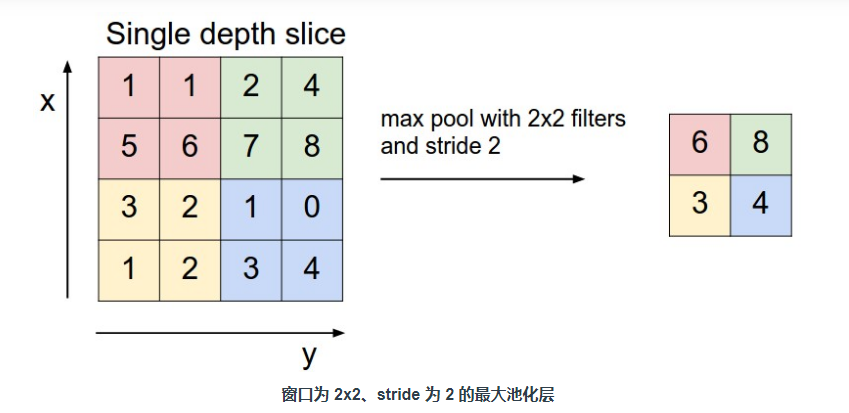 Single depth slice
x
1 1 2 4
5 6 7 8
3 2 1 0
1 2 3 4
y
max pool with 2x2 filters
and stride 2
6 8
3 4
窗口为 2x2、stride 为 2 的最大池化层